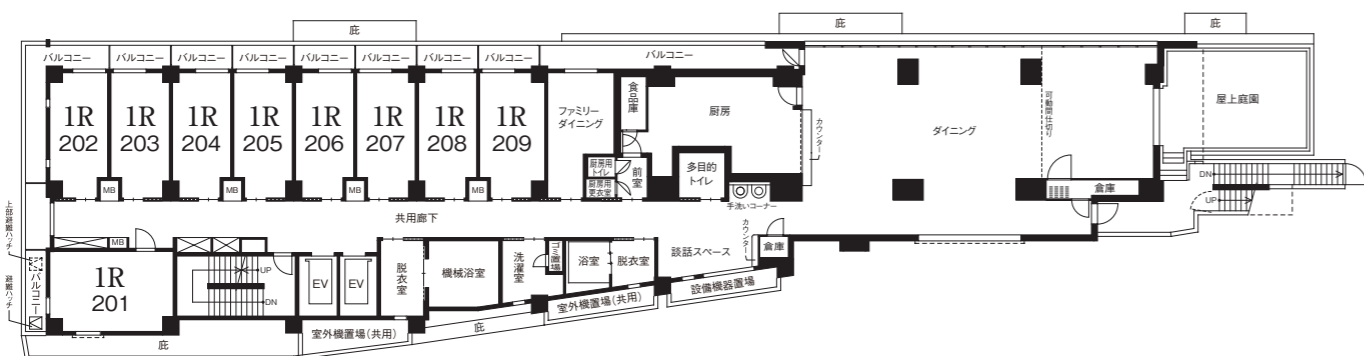 庇
庇
庇
バルコニー
バルコニー
バルコニー
バルコニー
バルコニー
バルコニー
バルコニー
バルコニー
バルコニー
1R
202
1R
203
1R
204
1R
205
1R
206
1R
207
1R
208
1R
209
ファミリー
ダイニング
食品庫
厨房
カウンター
ダイニング
可動間仕切り
屋上庭園
厨房用
トイレ
厨房用
更衣室
前室
多目的
トイレ
手洗いコーナー
倉庫
DN
UP
MB
MB
MB
MB
共用廊下
談話スペース
カウンター
倉庫
上部避難ハッチ
避難ハッチ
バルコニー
MB
1R
201
UP
DN
EV
EV
脱衣室
機械浴室
洗濯室
ゴミ置場
浴室
脱衣室
設備機器置場
室外機置場(共用)
室外機置場(共用)
庇
庇